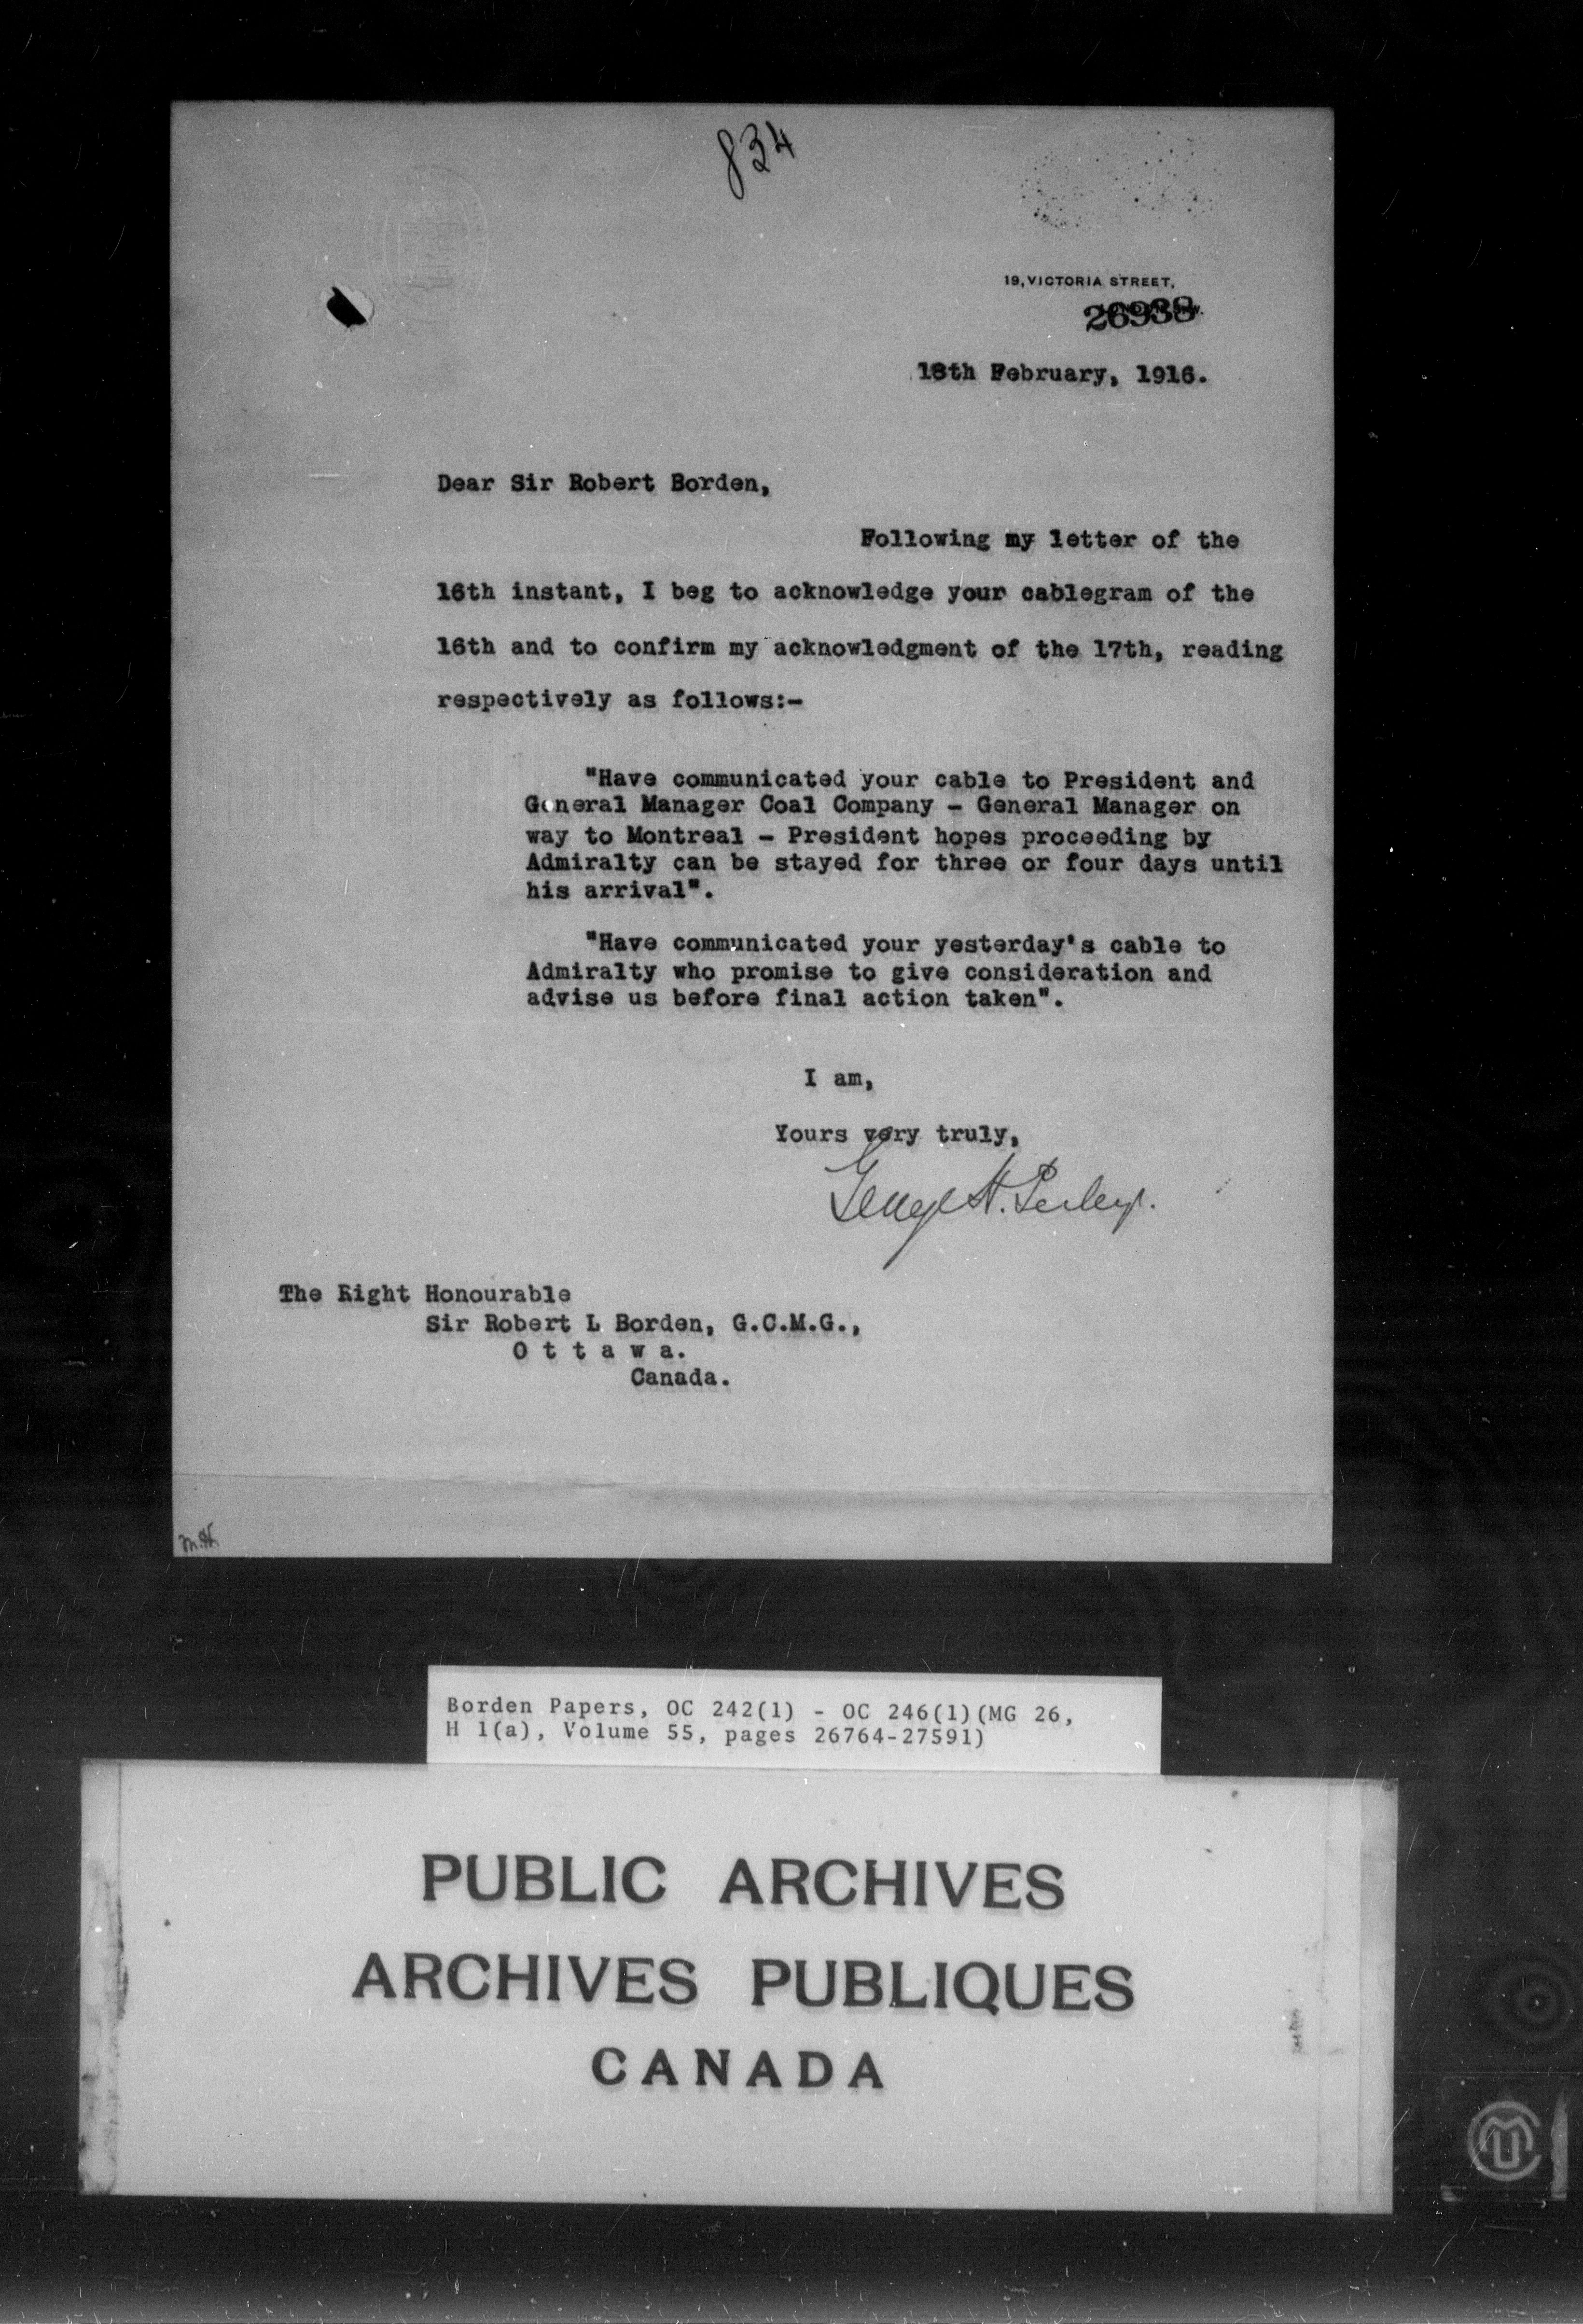 834
19, VICTORIA STREET,
26938
18th February, 1916.
Dear Sir Robert Borden,
Following my letter of the
16th instant, I beg to acknowledge your cablegram of the
16th and to confirm my acknowledgment of the 17th, reading
respectively as follows:-
"Have communicated your cable to President and
General Manager Coal Company - General Manager on
way to Montreal - President hopes proceeding by
Admiralty can be stayed for three or four days until
his arrival".
"Have communicated your yesterday's cable to
Admiralty who promise to give consideration and
advise us before final action taken".
I am,
Yours very truly,
George H. Perley.
The Right Honourable
Sir Robert L Borden, G.C.M.G.,
O t t a w a.
Canada.
M.H.
Borden Papers, OC 242(1) - OC 246(1)(MG 26,
H 1(a), Volume 55, pages 26764-27591)
PUBLIC ARCHIVES
ARCHIVES PUBLIQUES
CANADA